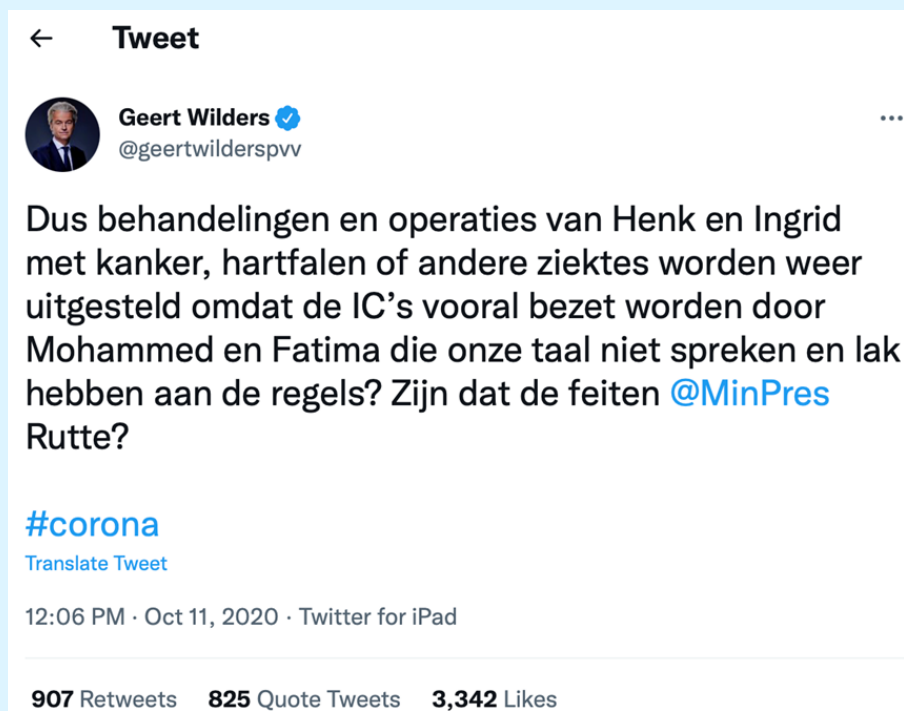 ← Tweet
Geert Wilders
@geertwilderspvv
Dus behandelingen en operaties van Henk en Ingrid
met kanker, hartfalen of andere ziektes worden weer
uitgesteld omdat de IC’s vooral bezet worden door
Mohammed en Fatima die onze taal niet spreken en lak
hebben aan de regels? Zijn dat de feiten @MinPres
Rutte?
#corona
Translate Tweet
12:06 PM · Oct 11, 2020 · Twitter for iPad
907 Retweets 825 Quote Tweets 3,342 Likes